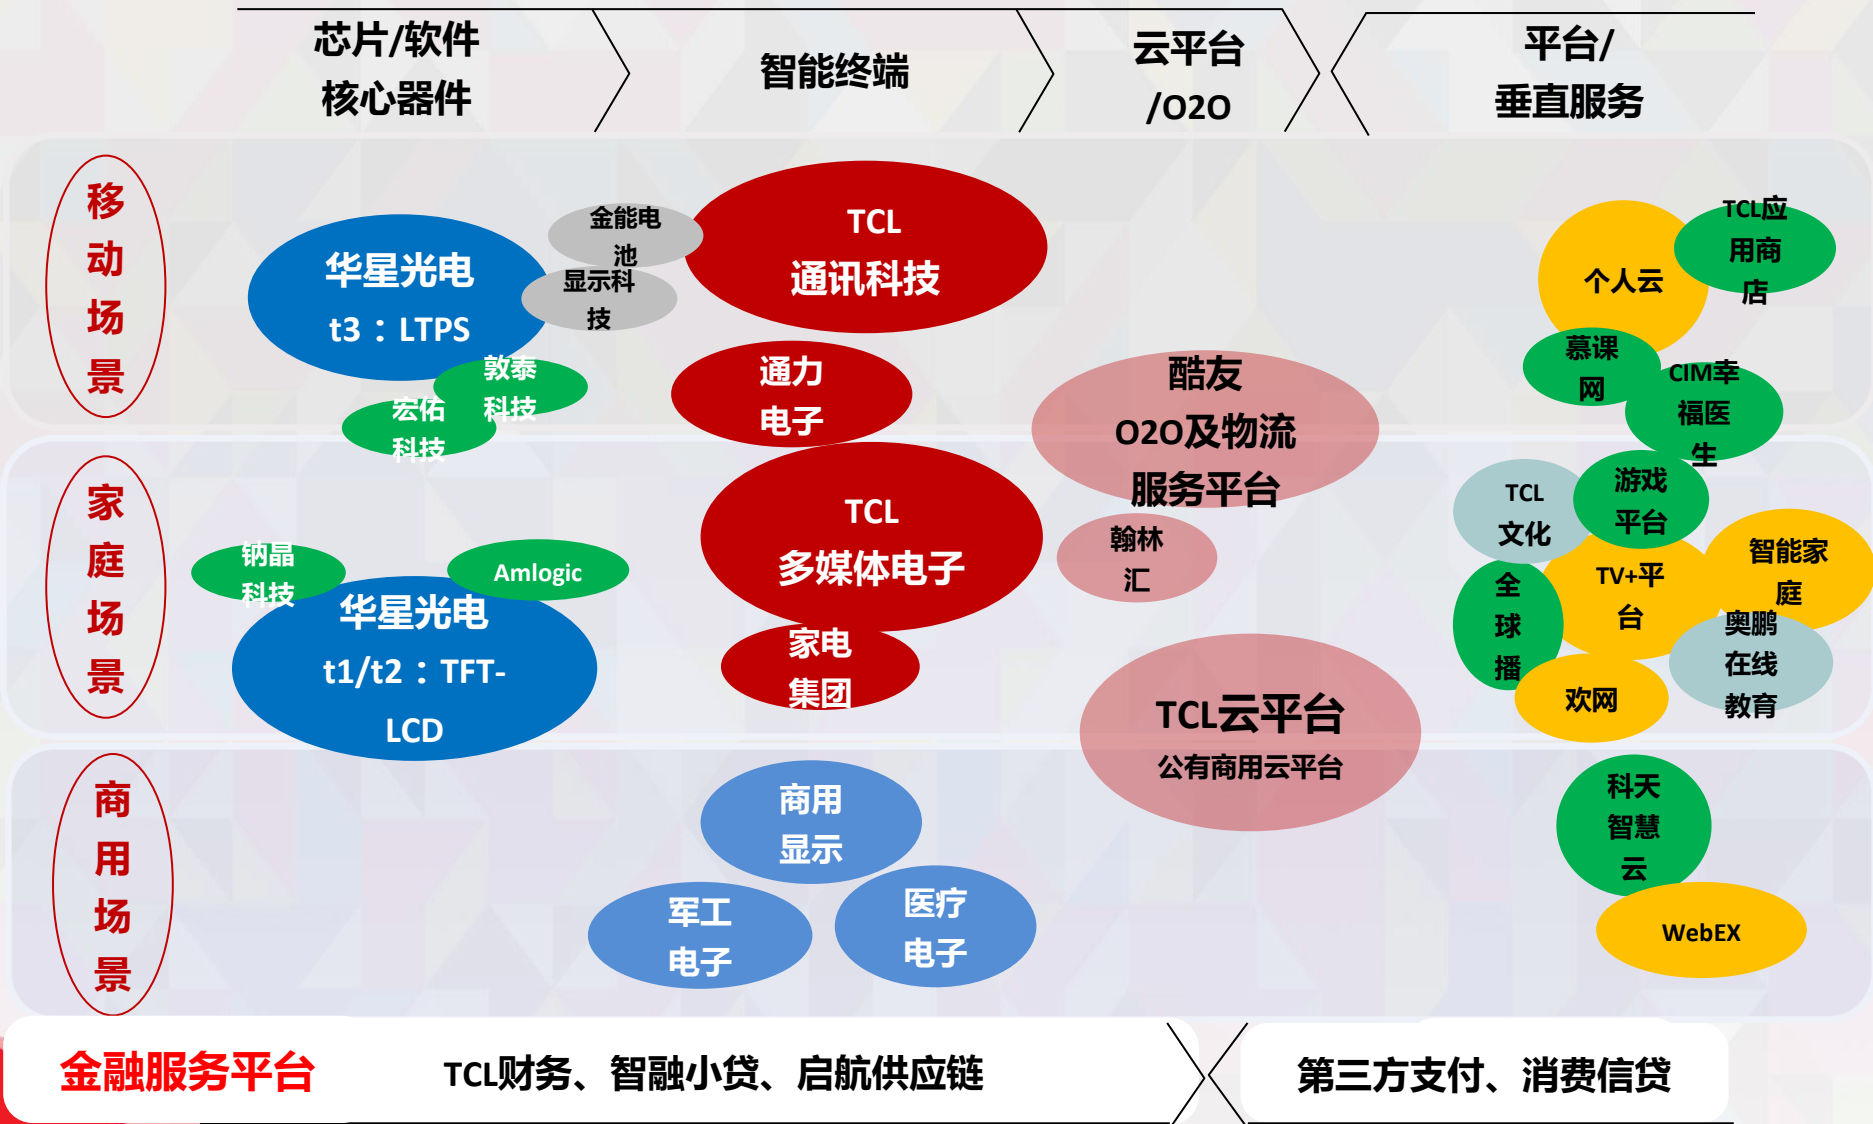 芯片/软件
核心器件
智能终端
云平台
/O2O
平台/
垂直服务
移
动
场
景
华星光电
t3：LTPS
金能电
池
显示科
技
敦泰
科技
宏佑
科技
TCL
通讯科技
通力
电子
酷友
O2O及物流
服务平台
个人云
TCL应
用商
店
慕课
网
CIM幸
福医
生
家
庭
场
景
钠晶
科技
Amlogic
华星光电
t1/t2：TFT-
LCD
TCL
多媒体电子
家电
集团
翰林
汇
TCL云平台
公有商用云平台
TCL
文化
游戏
平台
全
球
播
TV+平
台
智能家
庭
奥鹏
在线
教育
欢网
商
用
场
景
商用
显示
军工
电子
医疗
电子
科天
智慧
云
WebEX
金融服务平台
TCL财务、智融小贷、启航供应链
第三方支付、消费信贷